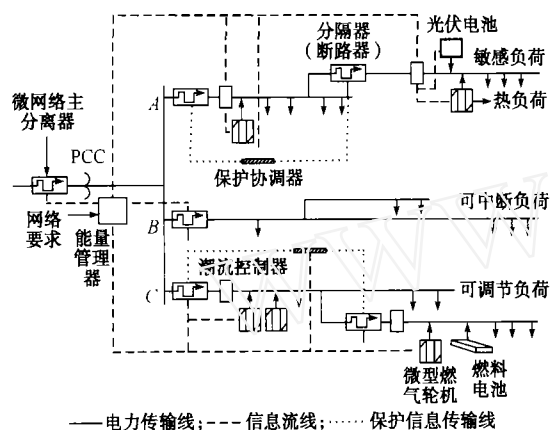 光伏电池
分隔器
(断路器)
敏感负荷
A
热负荷
微网络主
分离器
PCC
保护协调器
可中断负荷
B
网络
要求
能量
管理
器
潮流控制器
C
可调节负荷
微型燃
气轮机
燃料
电池
——电力传输线;---信息流线;······保护信息传输线
WWW